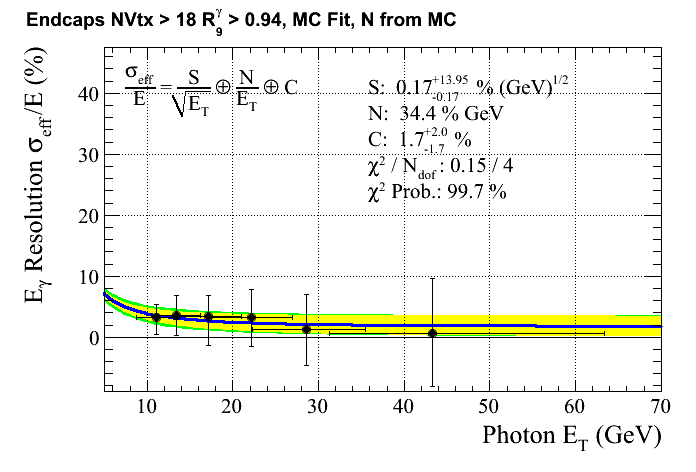 Endcaps NVtx > 18 R₉^γ > 0.94, MC Fit, N from MC
E_γ Resolution σ_eff/E (%)
σ_eff/E = S/√E_T ⊕ N/E_T ⊕ C
S: 0.17 +13.95 -0.17 % (GeV)^1/2
N: 34.4 % GeV
C: 1.7 +2.0 -1.7 %
χ² / N_dof : 0.15 / 4
χ² Prob.: 99.7 %
40
30
20
10
0
10 20 30 40 50 60 70
Photon E_T (GeV)